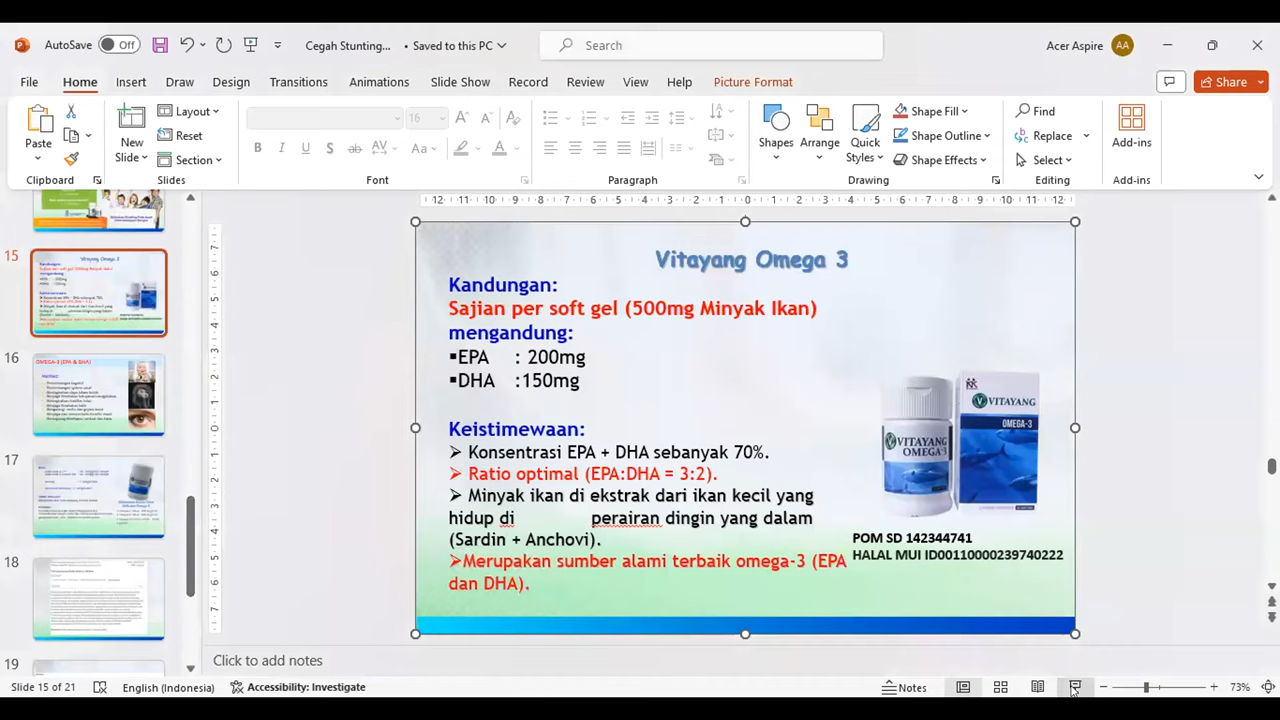 AutoSave Off Cegah Stunting... • Saved to this PC Search Acer Aspire AA
File Home Insert Draw Design Transitions Animations Slide Show Record Review View Help Picture Format Share
Paste
Clipboard
New
Slide
Layout
Reset
Section
Slides
16
Font
Paragraph
Shapes
Arrange
Quick
Styles
Shape Fill
Shape Outline
Shape Effects
Drawing
Find
Replace
Select
Editing
Add-ins
Add-ins
15
16
OMEGA-3 (EPA & DHA)
17
18
19
Vitayang Omega 3
Kandungan:
Sajian per soft gel (500mg Minyak Ikan)
mengandung:
▪EPA : 200mg
▪DHA :150mg
Keistimewaan:
➢ Konsentrasi EPA + DHA sebanyak 70%.
➢ Ratio optimal (EPA:DHA = 3:2).
➢ Minyak ikan di ekstrak dari ikan kecil yang
hidup di perairan dingin yang dalam
(Sardin + Anchovi).
➢Merupakan sumber alami terbaik omega-3 (EPA
dan DHA).
VITAYANG
OMEGA-3
VITAYANG
OMEGA-3
POM SD 142344741
HALAL MUI ID00110000239740222
Click to add notes
Slide 15 of 21 English (Indonesia) Accessibility: Investigate Notes 73%